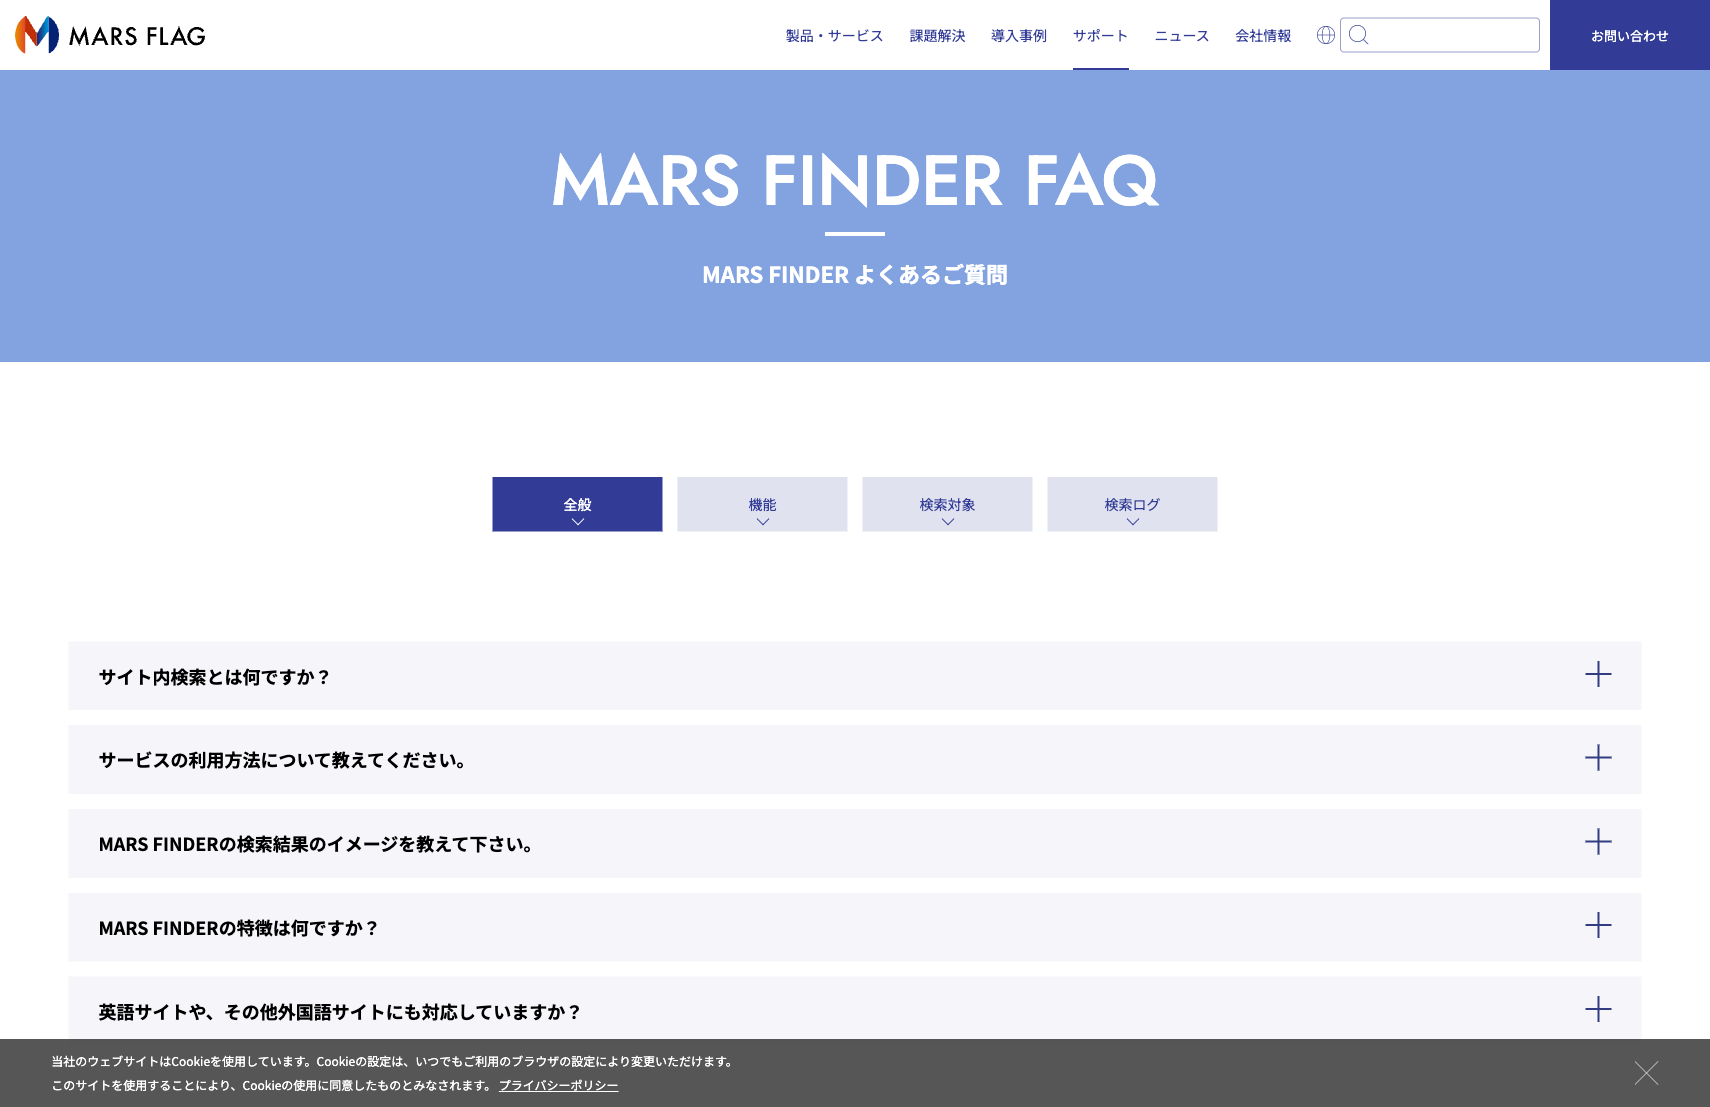 MARS FLAG
製品・サービス
課題解決
導入事例
サポート
ニュース
会社情報
お問い合わせ
MARS FINDER FAQ
MARS FINDER よくあるご質問
全般
機能
検索対象
検索ログ
サイト内検索とは何ですか？
サービスの利用方法について教えてください。
MARS FINDERの検索結果のイメージを教えて下さい。
MARS FINDERの特徴は何ですか？
英語サイトや、その他外国語サイトにも対応していますか？
当社のウェブサイトはCookieを使用しています。Cookieの設定は、いつでもご利用のブラウザの設定により変更いただけます。
このサイトを使用することにより、Cookieの使用に同意したものとみなされます。 プライバシーポリシー